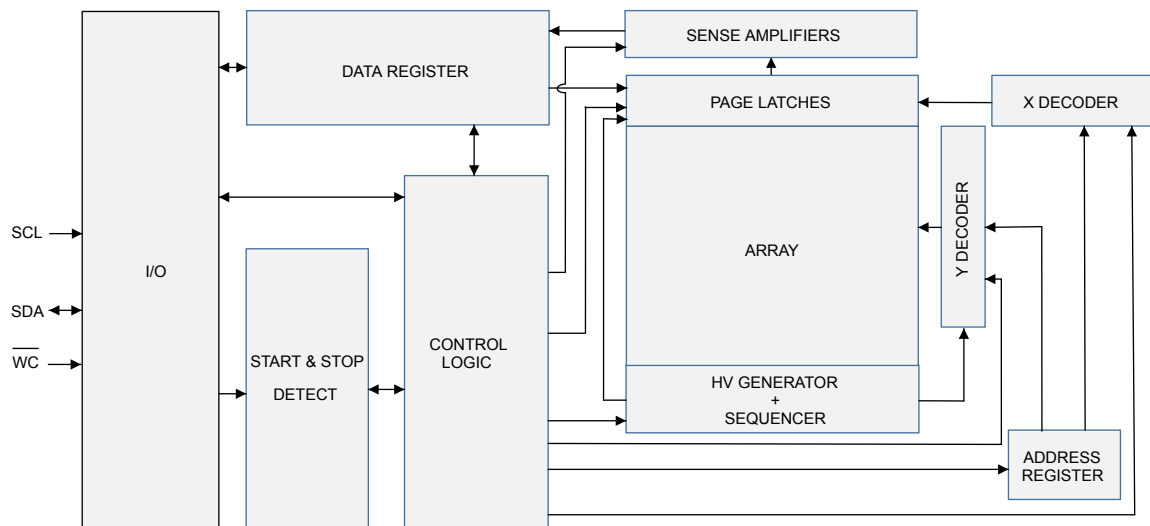 SENSE AMPLIFIERS
DATA REGISTER
PAGE LATCHES
X DECODER
SCL
I/O
SDA
WC
START & STOP
DETECT
CONTROL
LOGIC
ARRAY
Y DECODER
HV GENERATOR
+
SEQUENCER
ADDRESS
REGISTER